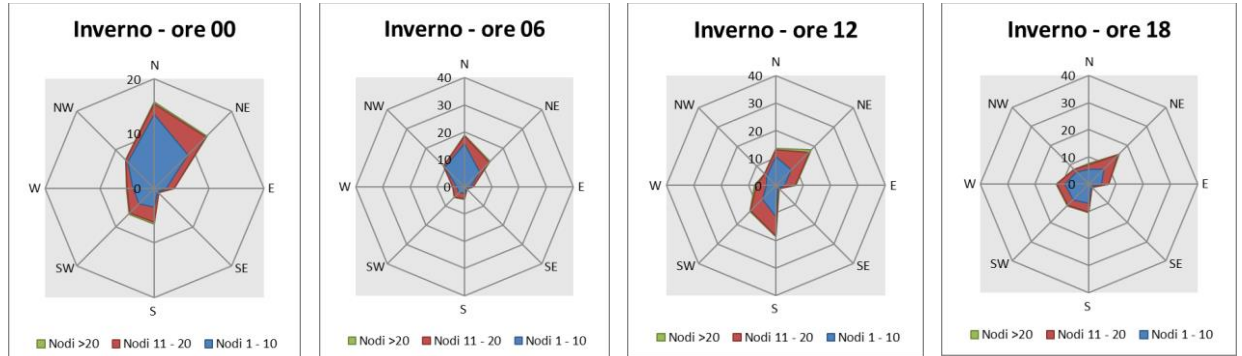 Inverno - ore 00
N
20
NW
NE
10
W
0
E
SW
SE
S
Nodi >20 Nodi 11 - 20 Nodi 1 - 10
Inverno - ore 06
N
40
NW
30
NE
20
10
W
0
E
SW
SE
S
Nodi >20 Nodi 11 - 20 Nodi 1 - 10
Inverno - ore 12
N
40
NW
30
NE
20
10
W
0
E
SW
SE
S
Nodi >20 Nodi 11 - 20 Nodi 1 - 10
Inverno - ore 18
N
40
NW
30
NE
20
10
W
0
E
SW
SE
S
Nodi >20 Nodi 11 - 20 Nodi 1 - 10